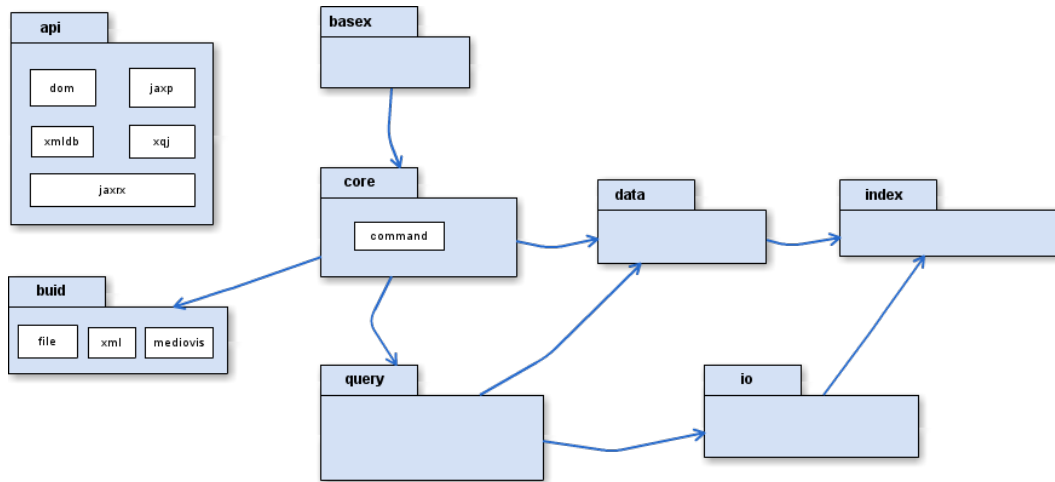 api
dom
jaxp
xmldb
xqj
jaxrx
basex
core
command
data
index
buid
file
xml
mediovis
query
io